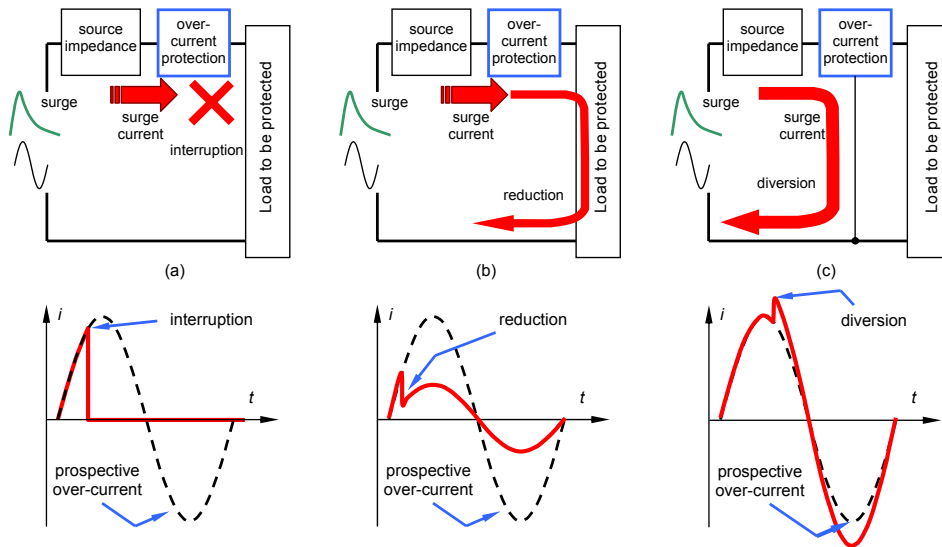 source
impedance
over-
current
protection
surge
surge
current
interruption
Load to be protected
(a)
source
impedance
over-
current
protection
surge
surge
current
reduction
Load to be protected
(b)
source
impedance
over-
current
protection
surge
surge
current
diversion
Load to be protected
(c)
i
interruption
t
prospective
over-current
i
reduction
t
prospective
over-current
i
diversion
t
prospective
over-current